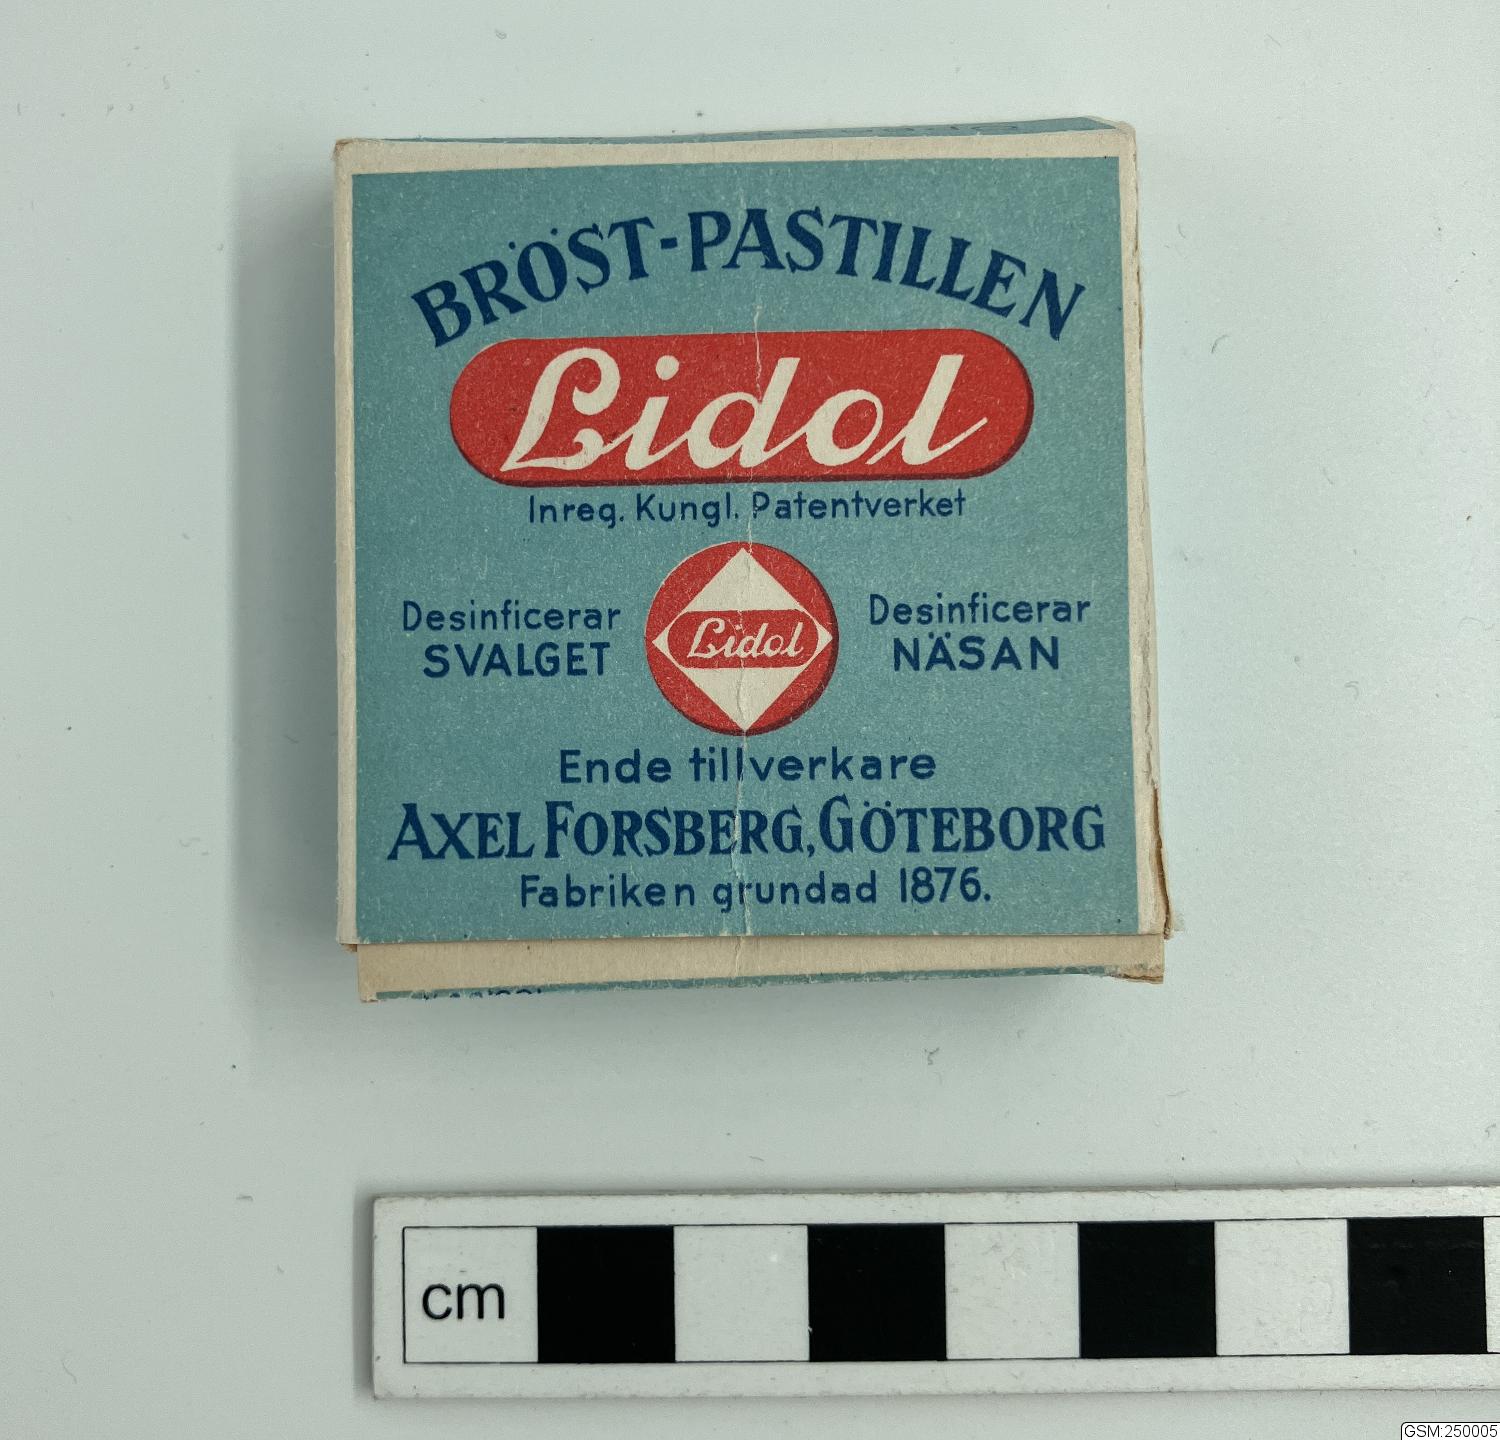 BRÖST-PASTILLEN
Lidol
Inreg. Kungl. Patentverket
Desinficerar
SVALGET
Lidol
Desinficerar
NÄSAN
Ende tillverkare
AXEL FORSBERG, GÖTEBORG
Fabriken grundad 1876.
cm
GSM:250005